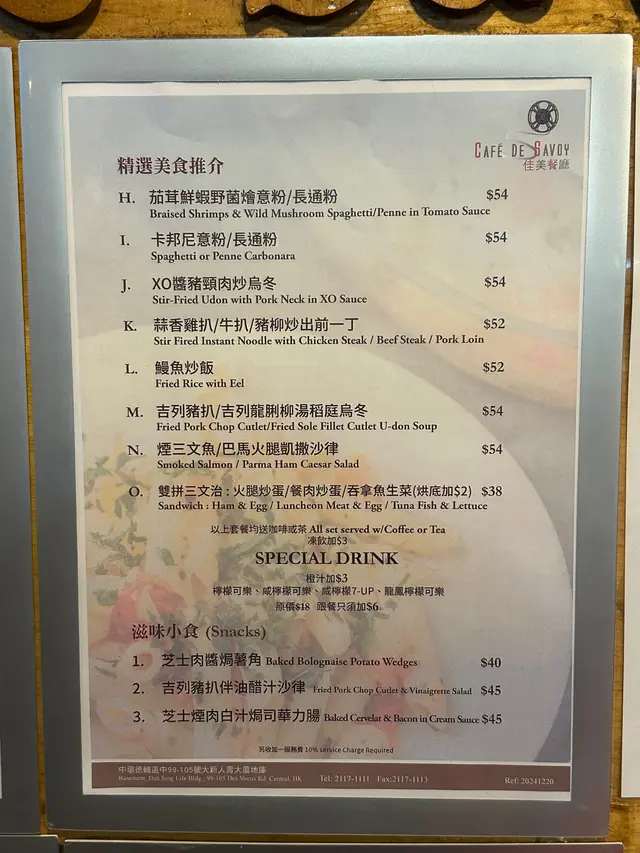 CAFÉ DE SAVOY
佳美餐廳
精選美食推介
H. 茄茸鮮蝦野菌燴意粉/長通粉 $54
Braised Shrimps & Wild Mushroom Spaghetti/Penne in Tomato Sauce
I. 卡邦尼意粉/長通粉 $54
Spaghetti or Penne Carbonara
J. XO醬豬頸肉炒烏冬 $54
Stir-Fried Udon with Pork Neck in XO Sauce
K. 蒜香雞扒/牛扒/豬柳炒出前一丁 $52
Stir Fired Instant Noodle with Chicken Steak / Beef Steak / Pork Loin
L. 鰻魚炒飯 $52
Fried Rice with Eel
M. 吉列豬扒/吉列龍脷柳湯稻庭烏冬 $54
Fried Pork Chop Cutlet/Fried Sole Fillet Cutlet U-don Soup
N. 煙三文魚/巴馬火腿凱撒沙律 $54
Smoked Salmon / Parma Ham Caesar Salad
O. 雙拼三文治 : 火腿炒蛋/餐肉炒蛋/吞拿魚生菜(烘底加$2) $38
Sandwich : Ham & Egg / Luncheon Meat & Egg / Tuna Fish & Lettuce
以上套餐均送咖啡或茶 All set served w/Coffee or Tea
凍飲加$3
SPECIAL DRINK
橙汁加$3
檸檬可樂、咸檸檬可樂、咸檸檬7-UP、龍鳳檸檬可樂
原價$18 跟餐只須加$6
滋味小食 (Snacks)
1. 芝士肉醬焗薯角 Baked Bolognaise Potato Wedges $40
2. 吉列豬扒伴油醋汁沙律 Fried Pork Chop Cutlet & Vinaigrette Salad $45
3. 芝士煙肉白汁焗司華力腸 Baked Cervelat & Bacon in Cream Sauce $45
另收加一服務費 10% service Charge Required
中環德輔道中99-105號大新人壽大廈地庫
Basement, Dah Sing Life Bldg., 99-105 Des Voeux Rd. Central, HK Tel: 2117-1111 Fax:2117-1113 Ref: 20241220